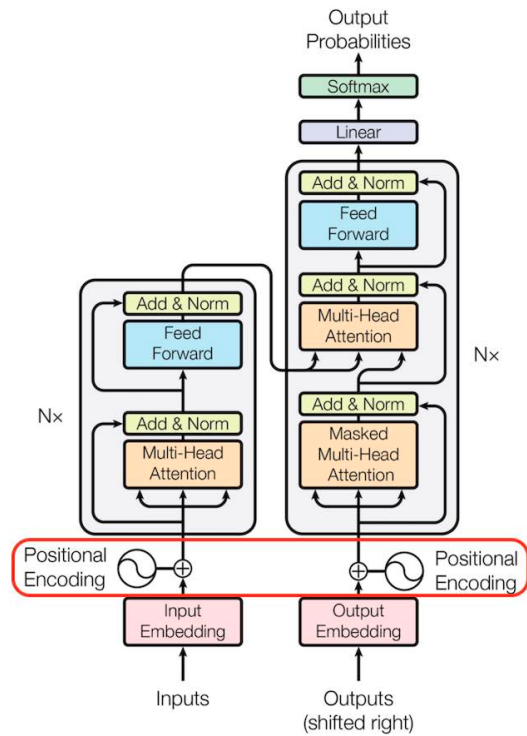 Output
Probabilities
Softmax
Linear
Add & Norm
Feed
Forward
Add & Norm
Multi-Head
Attention
Add & Norm
Masked
Multi-Head
Attention
Nx
Add & Norm
Feed
Forward
Add & Norm
Multi-Head
Attention
Nx
Positional
Encoding
Positional
Encoding
Input
Embedding
Output
Embedding
Inputs
Outputs
(shifted right)